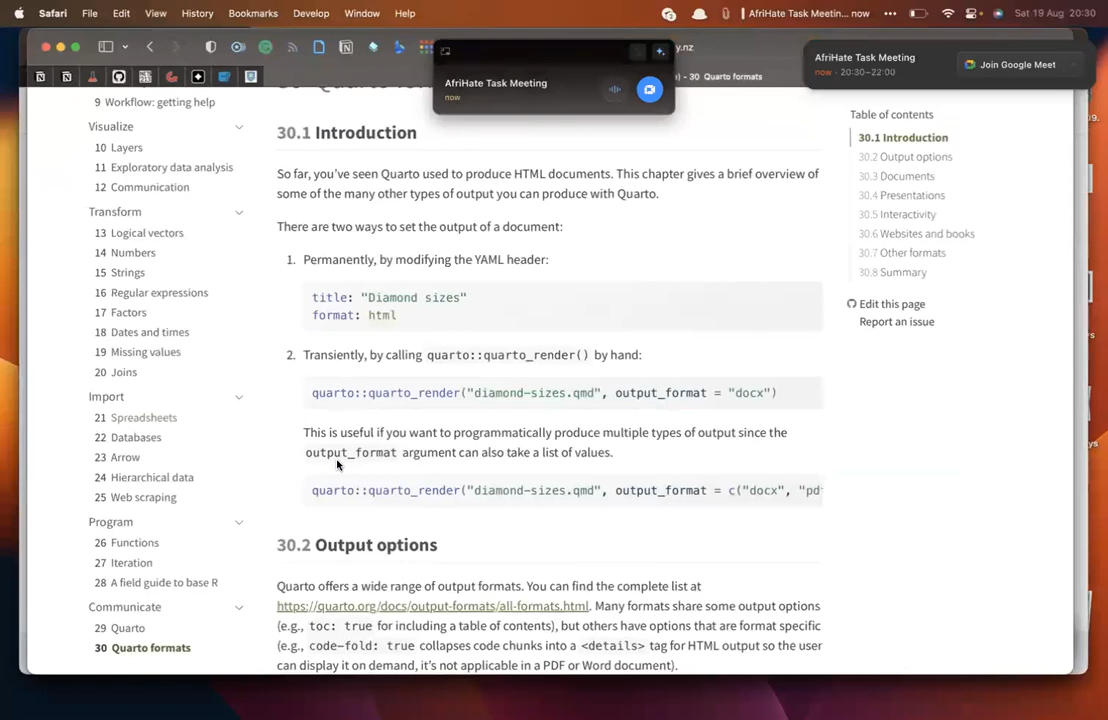 Safari File Edit View History Bookmarks Develop Window Help
AfriHate Task Meetin... now
Sat 19 Aug 20:30
AfriHate Task Meeting
now
y.nz
) - 30 Quarto formats
AfriHate Task Meeting
now · 20:30–22:00
Join Google Meet
9 Workflow: getting help
Visualize
10 Layers
11 Exploratory data analysis
12 Communication
Transform
13 Logical vectors
14 Numbers
15 Strings
16 Regular expressions
17 Factors
18 Dates and times
19 Missing values
20 Joins
Import
21 Spreadsheets
22 Databases
23 Arrow
24 Hierarchical data
25 Web scraping
Program
26 Functions
27 Iteration
28 A field guide to base R
Communicate
29 Quarto
30 Quarto formats
30.1 Introduction
So far, you've seen Quarto used to produce HTML documents. This chapter gives a brief overview of
some of the many other types of output you can produce with Quarto.
There are two ways to set the output of a document:
1. Permanently, by modifying the YAML header:
title: "Diamond sizes"
format: html
2. Transiently, by calling quarto::quarto_render() by hand:
quarto::quarto_render("diamond-sizes.qmd", output_format = "docx")
This is useful if you want to programmatically produce multiple types of output since the
output_format argument can also take a list of values.
quarto::quarto_render("diamond-sizes.qmd", output_format = c("docx", "pd
30.2 Output options
Quarto offers a wide range of output formats. You can find the complete list at
https://quarto.org/docs/output-formats/all-formats.html. Many formats share some output options
(e.g., toc: true for including a table of contents), but others have options that are format specific
(e.g., code-fold: true collapses code chunks into a <details> tag for HTML output so the user
can display it on demand, it's not applicable in a PDF or Word document).
Table of contents
30.1 Introduction
30.2 Output options
30.3 Documents
30.4 Presentations
30.5 Interactivity
30.6 Websites and books
30.7 Other formats
30.8 Summary
Edit this page
Report an issue